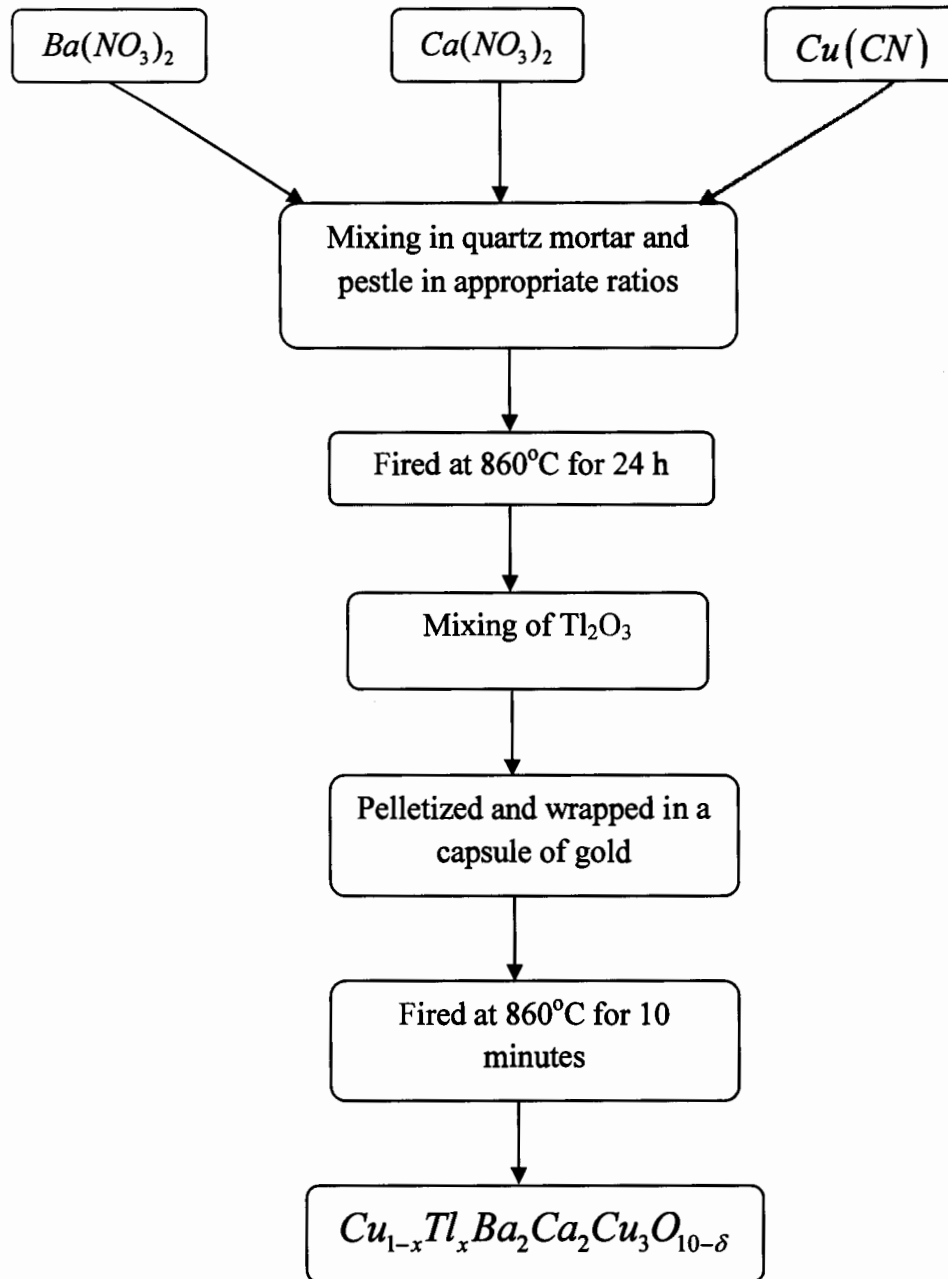 Ba(NO₃)₂
Ca(NO₃)₂
Cu(CN)
Mixing in quartz mortar and
pestle in appropriate ratios
Fired at 860°C for 24 h
Mixing of Tl₂O₃
Pelletized and wrapped in a
capsule of gold
Fired at 860°C for 10
minutes
Cu₁₋ₓTlₓBa₂Ca₂Cu₃O₁₀₋δ